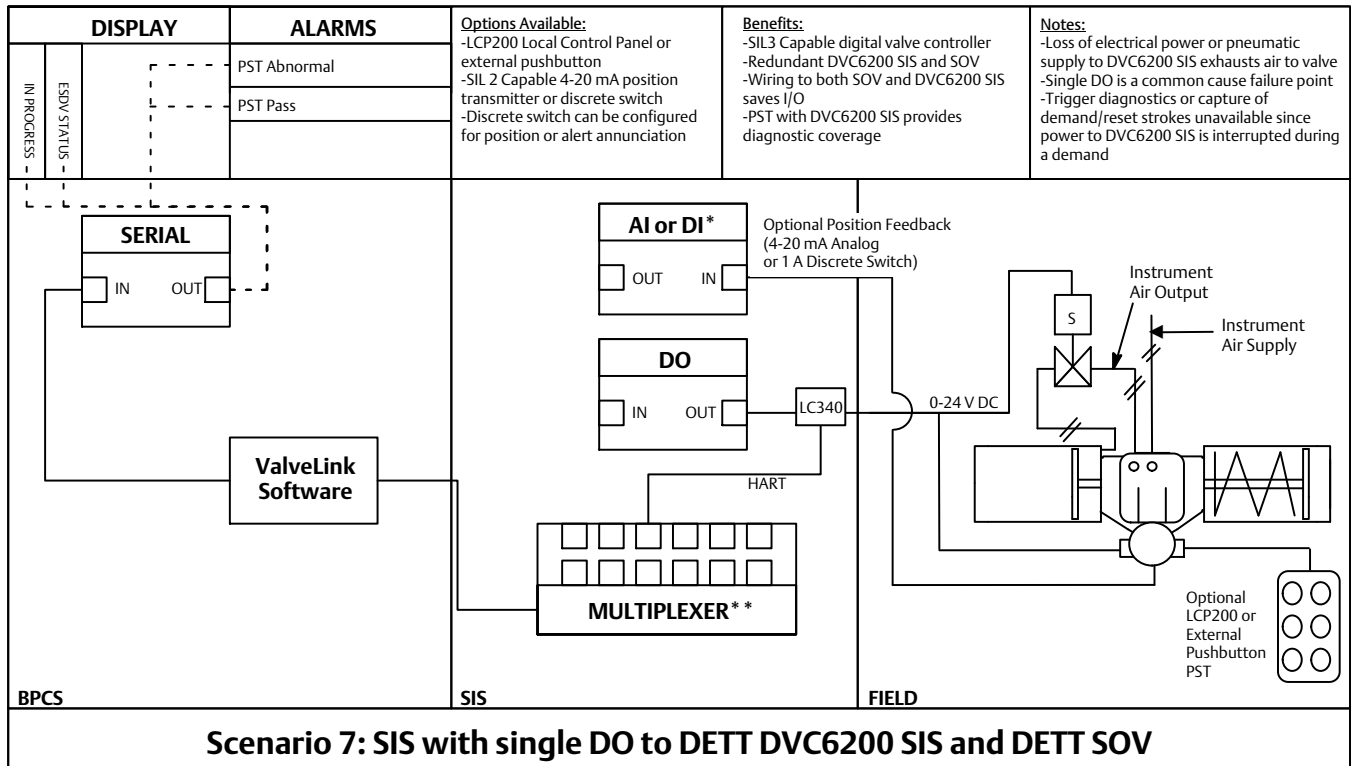 DISPLAY
ALARMS
IN PROGRESS
ESDV STATUS
PST Abnormal
PST Pass
Options Available:
-LCP200 Local Control Panel or
external pushbutton
-SIL 2 Capable 4-20 mA position
transmitter or discrete switch
-Discrete switch can be configured
for position or alert annunciation
Benefits:
-SIL3 Capable digital valve controller
-Redundant DVC6200 SIS and SOV
-Wiring to both SOV and DVC6200 SIS
saves I/O
-PST with DVC6200 SIS provides
diagnostic coverage
Notes:
-Loss of electrical power or pneumatic
supply to DVC6200 SIS exhausts air to valve
-Single DO is a common cause failure point
-Trigger diagnostics or capture of
demand/reset strokes unavailable since
power to DVC6200 SIS is interrupted during
a demand
SERIAL
IN OUT
ValveLink
Software
BPCS
AI or DI*
OUT IN
DO
IN OUT
LC340
HART
MULTIPLEXER**
SIS
Optional Position Feedback
(4-20 mA Analog
or 1 A Discrete Switch)
Instrument
Air Output
S
Instrument
Air Supply
0-24 V DC
Optional
LCP200 or
External
Pushbutton
PST
FIELD
Scenario 7: SIS with single DO to DETT DVC6200 SIS and DETT SOV